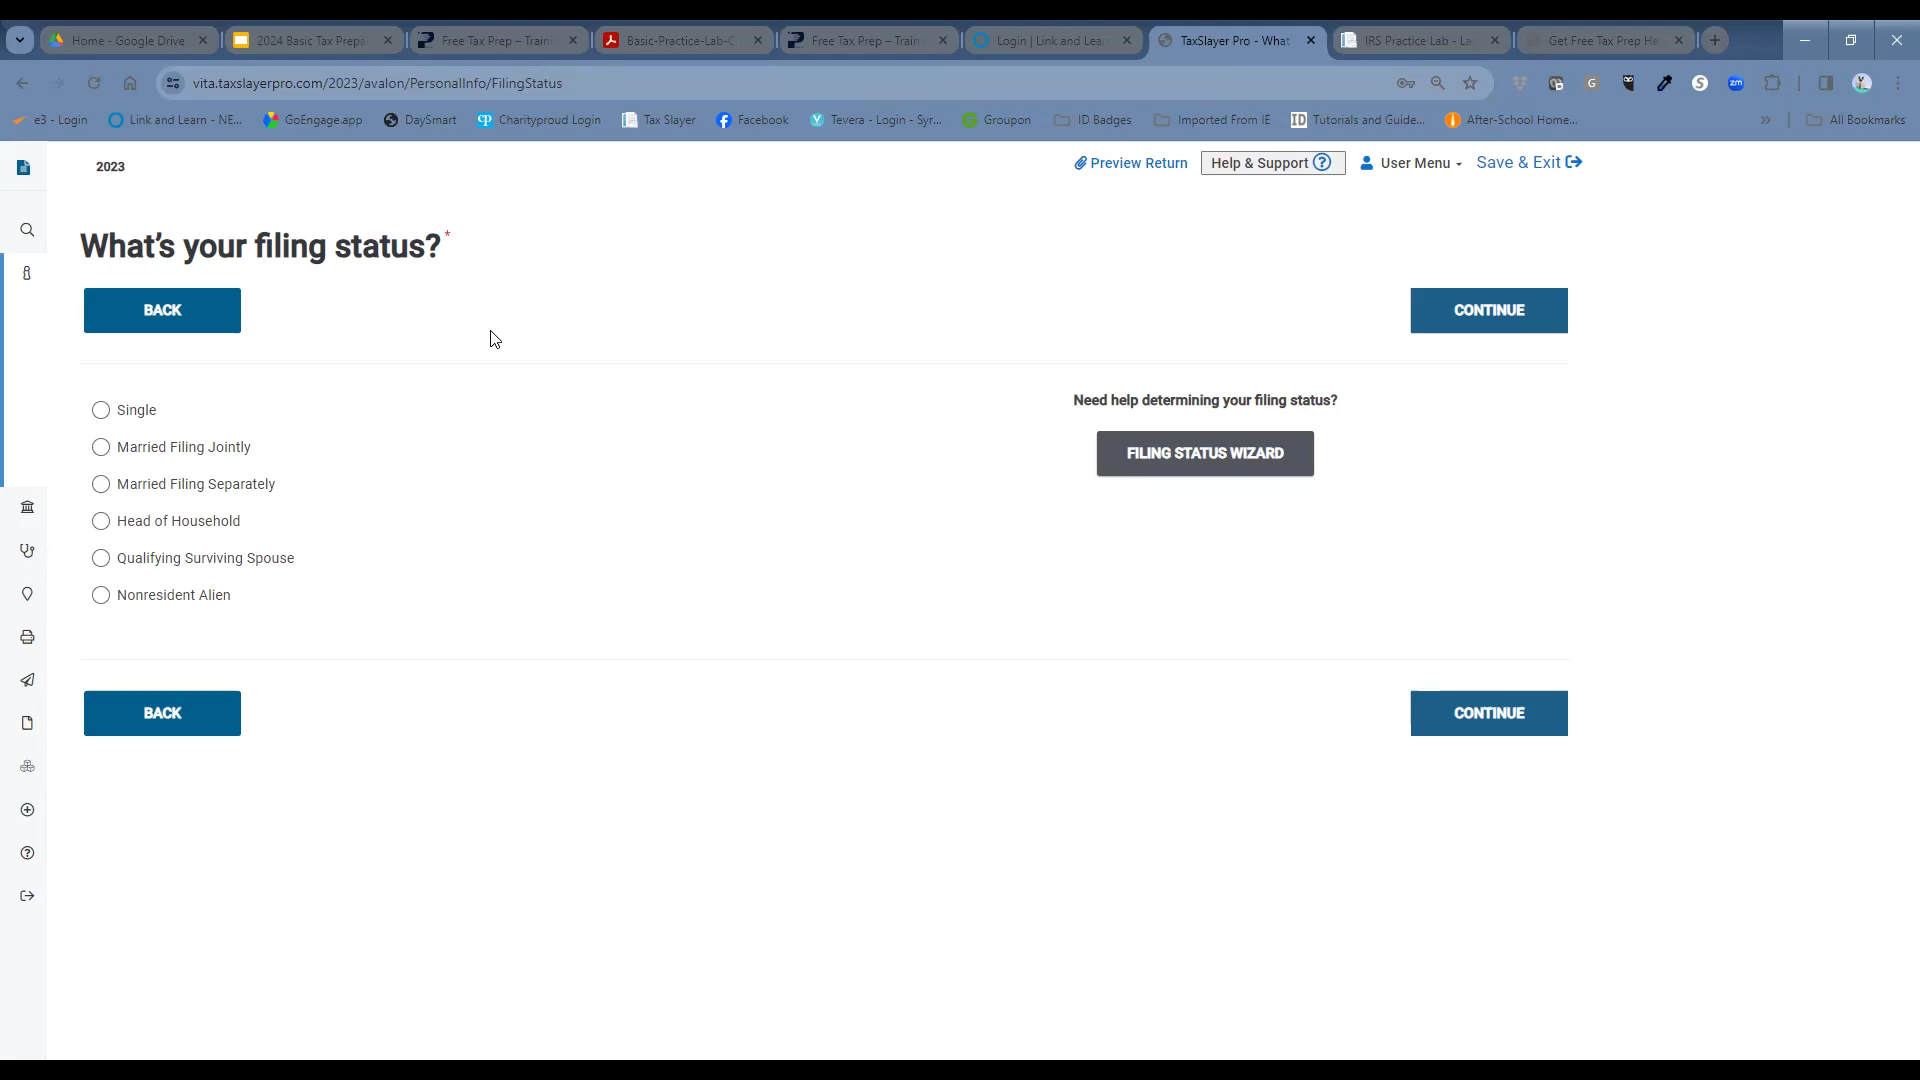 Home - Google Drive
2024 Basic Tax Prepa
Free Tax Prep – Traini
Basic-Practice-Lab-C
Free Tax Prep – Traini
Login | Link and Lea
TaxSlayer Pro - What
IRS Practice Lab - Lo
Get Free Tax Prep He
vita.taxslayerpro.com/2023/avalon/PersonalInfo/FilingStatus
e3 - Login
Link and Learn - NE...
GoEngage.app
DaySmart
Charityproud Login
Tax Slayer
Facebook
Tevera - Login - Syr...
Groupon
ID Badges
Imported From IE
Tutorials and Guide...
After-School Home...
All Bookmarks
2023
Preview Return
Help & Support ?
User Menu
Save & Exit
What's your filing status? *
BACK
CONTINUE
Single
Married Filing Jointly
Married Filing Separately
Head of Household
Qualifying Surviving Spouse
Nonresident Alien
Need help determining your filing status?
FILING STATUS WIZARD
BACK
CONTINUE